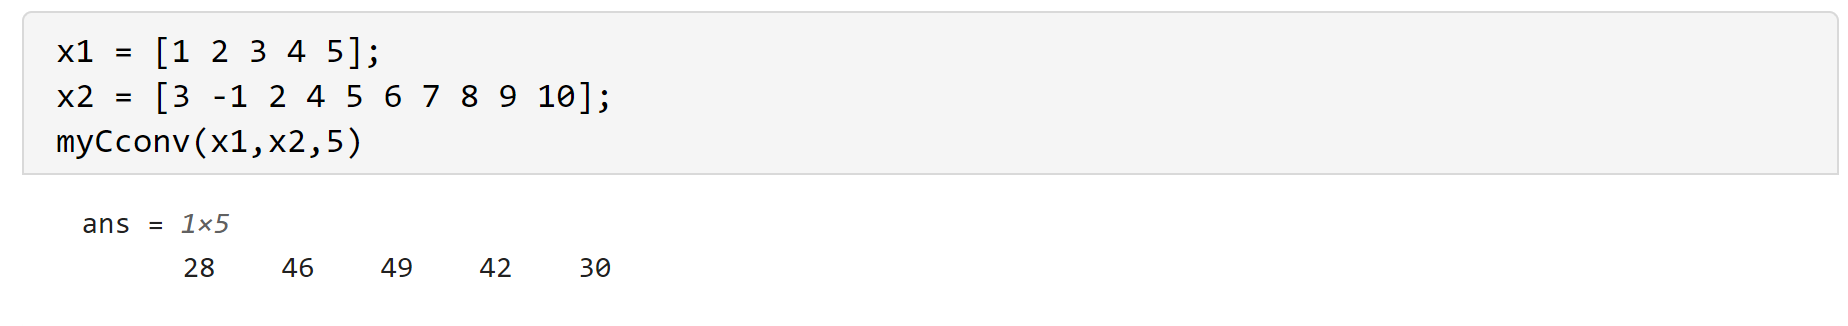 x1 = [1 2 3 4 5];
x2 = [3 -1 2 4 5 6 7 8 9 10];
myCconv(x1,x2,5)
ans = 1×5
28 46 49 42 30